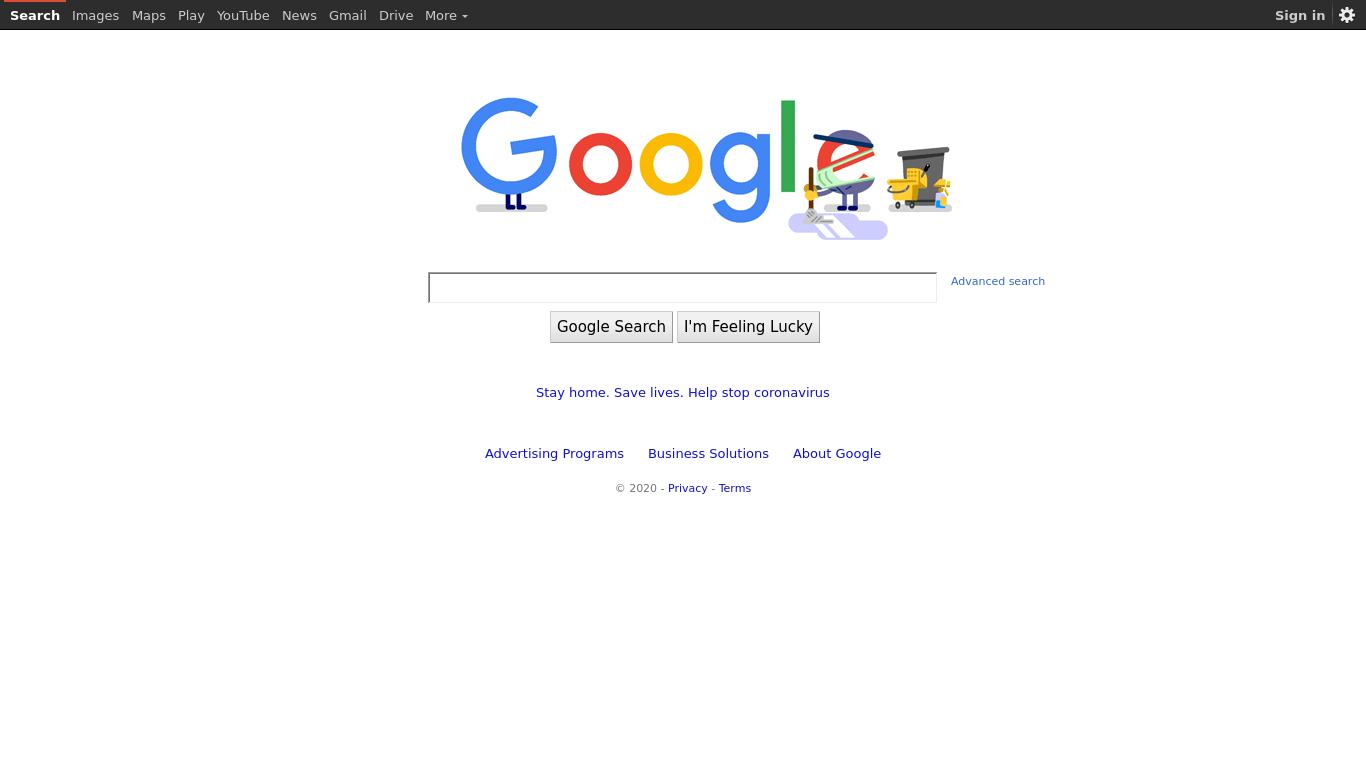 Search Images Maps Play YouTube News Gmail Drive More Sign in
Google
Advanced search
Google Search I'm Feeling Lucky
Stay home. Save lives. Help stop coronavirus
Advertising Programs Business Solutions About Google
© 2020 - Privacy - Terms